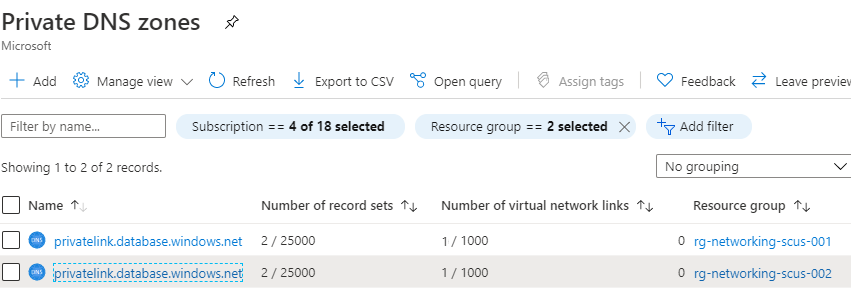 Private DNS zones
Microsoft
Add Manage view Refresh Export to CSV Open query Assign tags Feedback Leave preview
Filter by name... Subscription == 4 of 18 selected Resource group == 2 selected Add filter
Showing 1 to 2 of 2 records. No grouping
Name Number of record sets Number of virtual network links Resource group
DNS privatelink.database.windows.net 2 / 25000 1 / 1000 0 rg-networking-scus-001
DNS privatelink.database.windows.net 2 / 25000 1 / 1000 0 rg-networking-scus-002